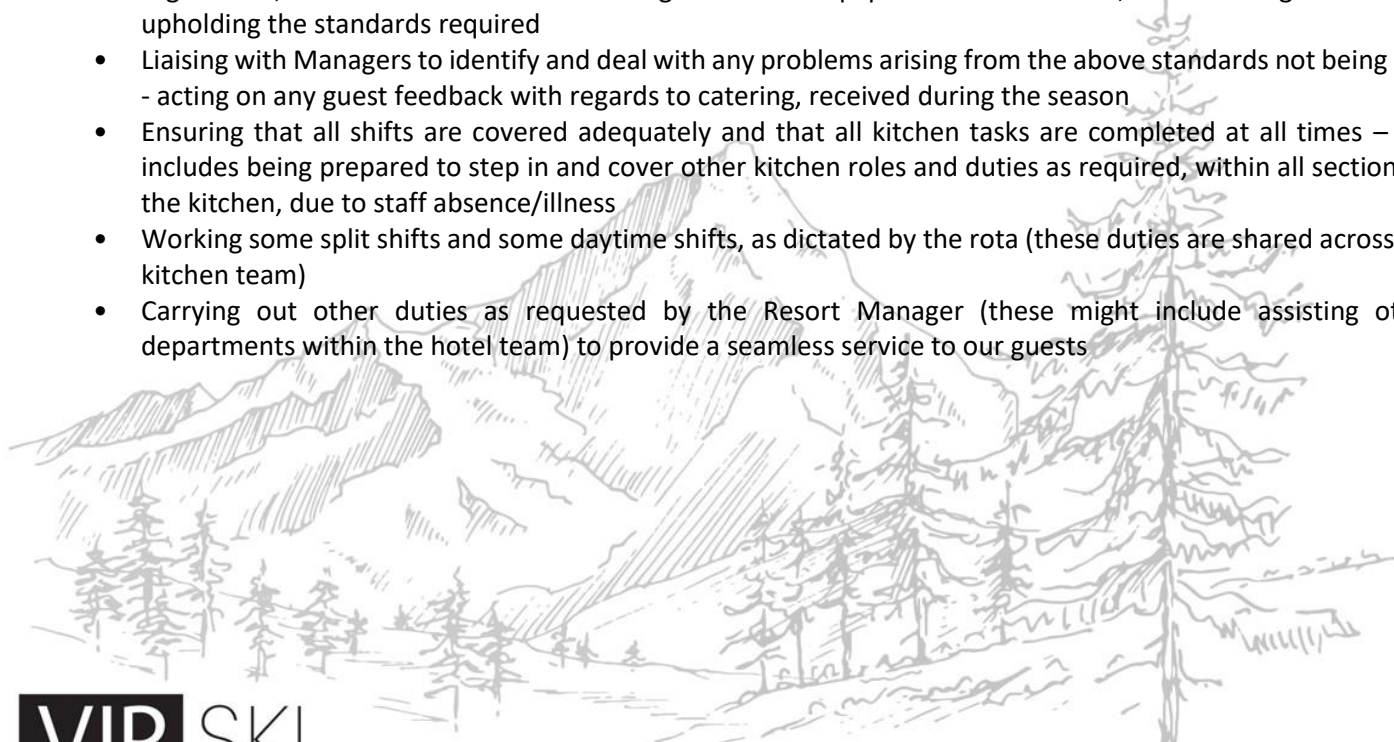 upholding the standards required
• Liaising with Managers to identify and deal with any problems arising from the above standards not being
- acting on any guest feedback with regards to catering, received during the season
• Ensuring that all shifts are covered adequately and that all kitchen tasks are completed at all times –
includes being prepared to step in and cover other kitchen roles and duties as required, within all section
the kitchen, due to staff absence/illness
• Working some split shifts and some daytime shifts, as dictated by the rota (these duties are shared across
kitchen team)
• Carrying out other duties as requested by the Resort Manager (these might include assisting ot
departments within the hotel team) to provide a seamless service to our guests
VIP SKI